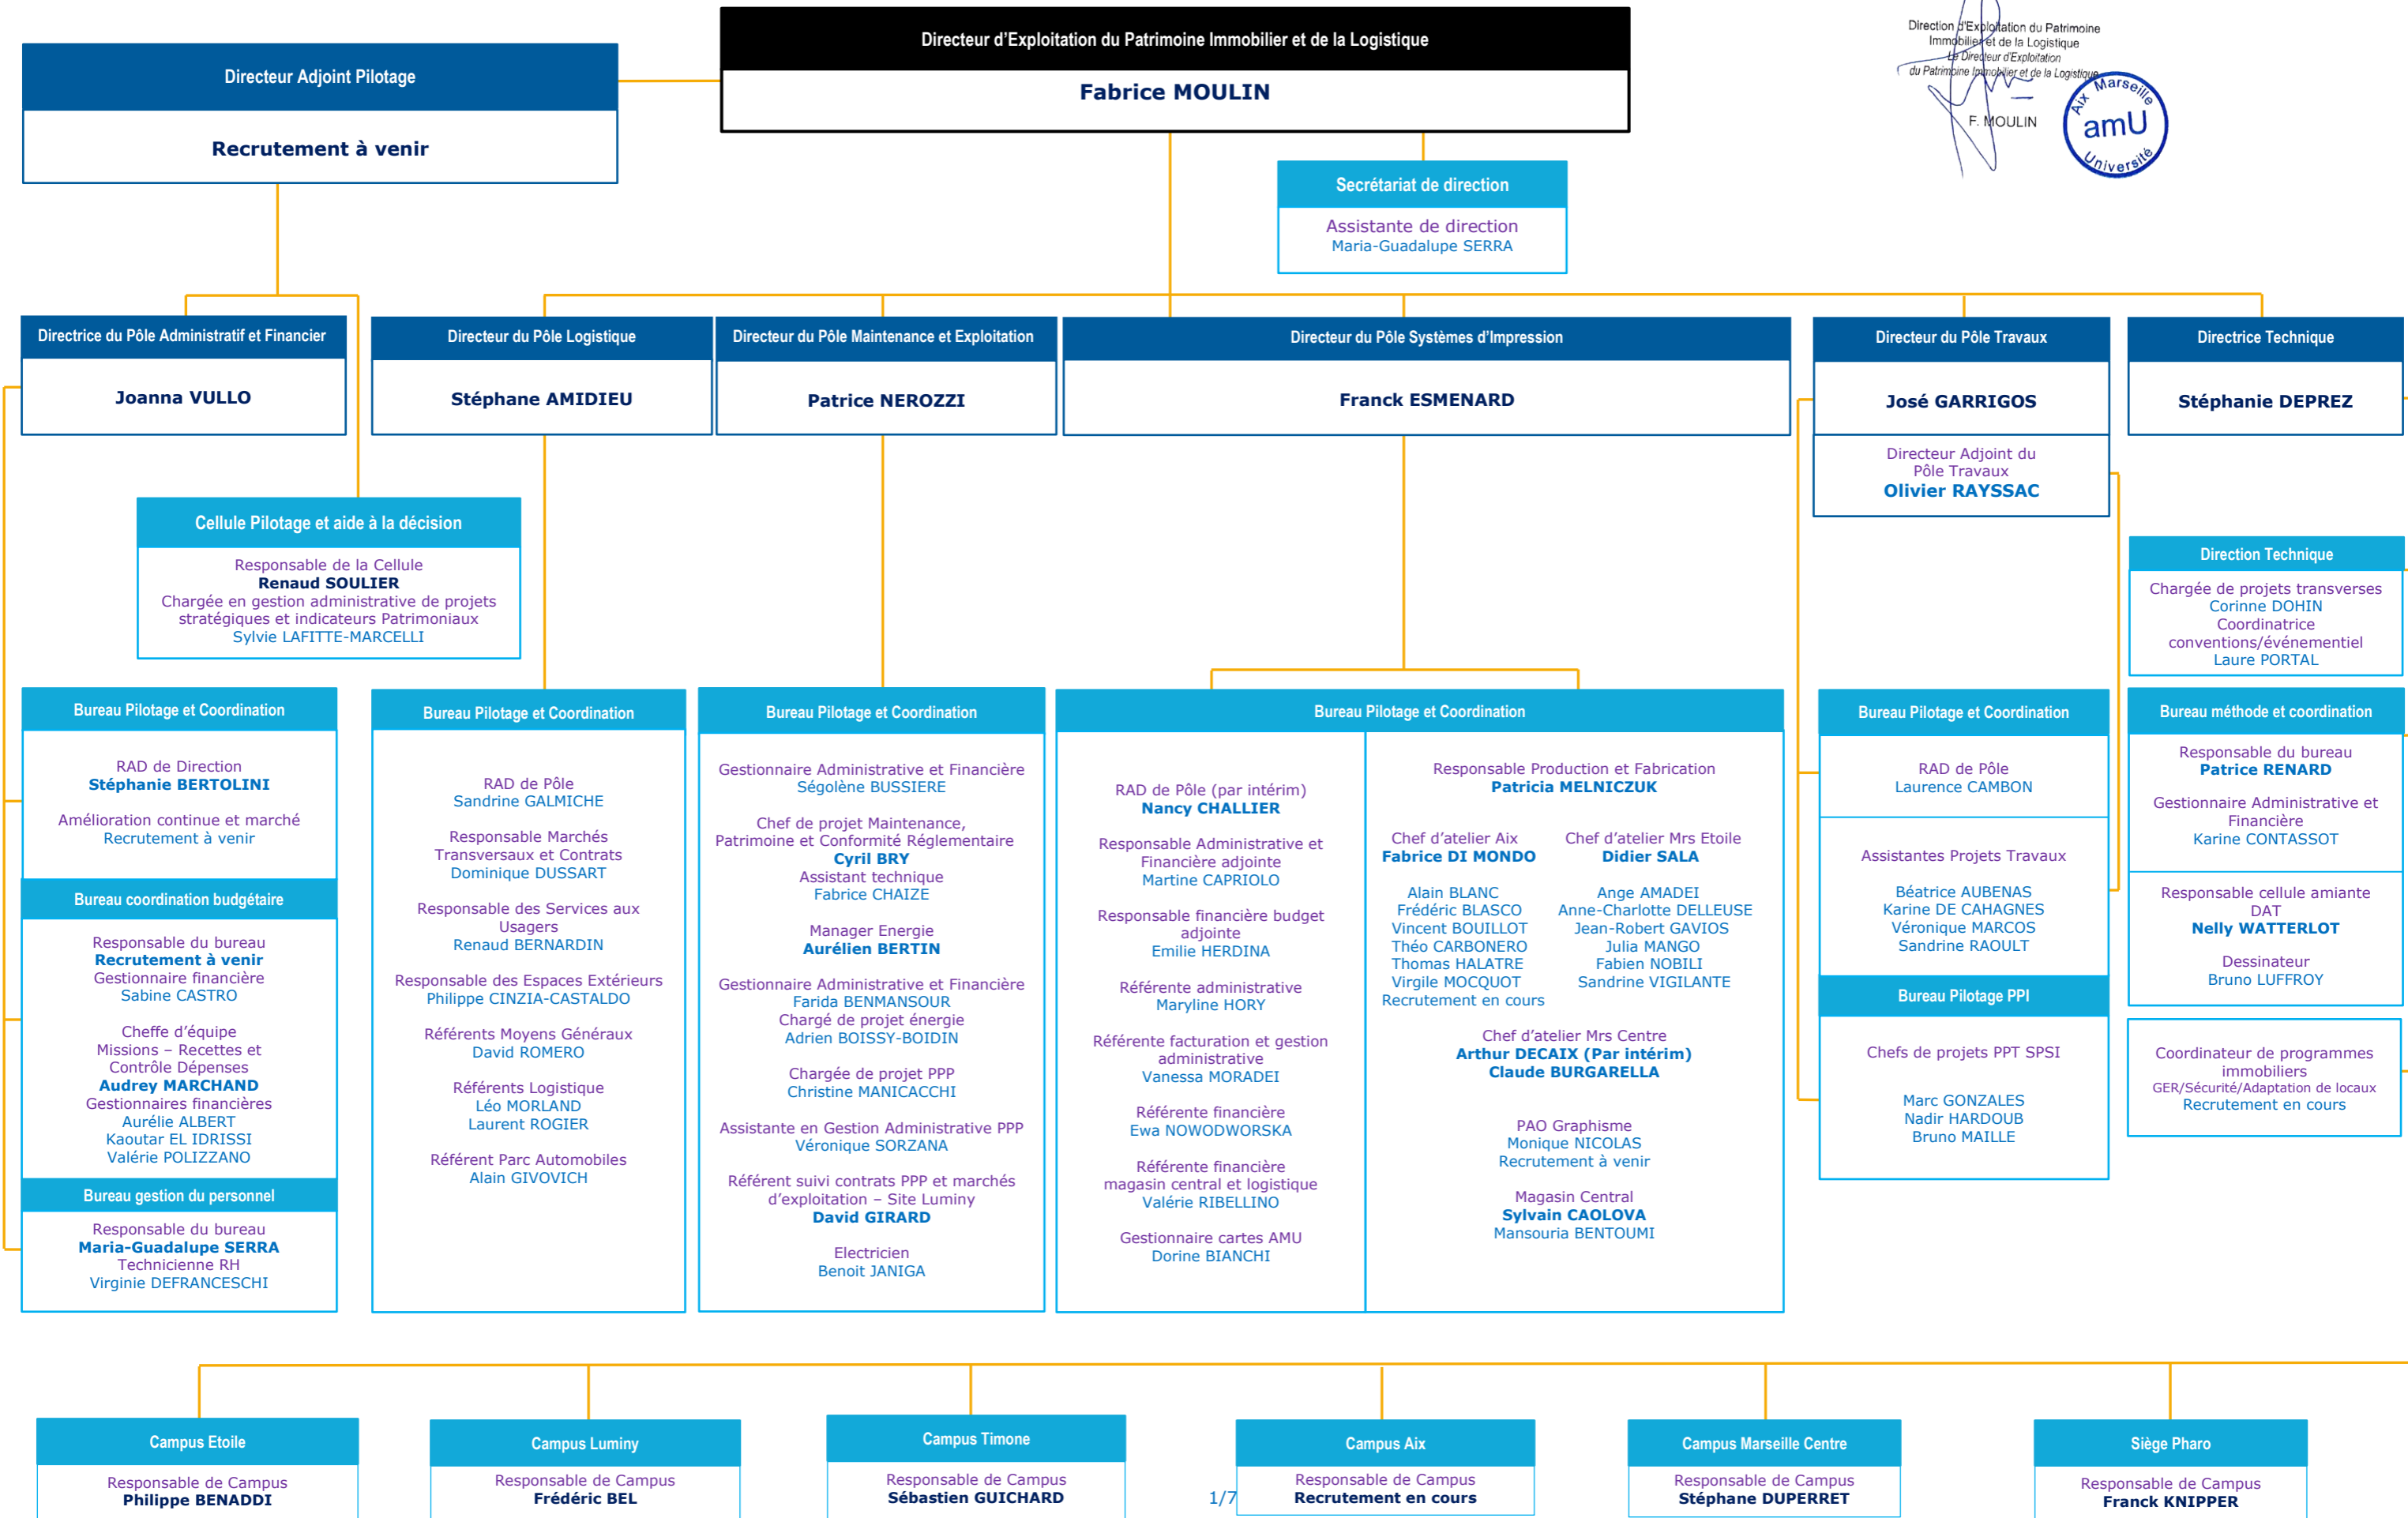 Directeur d'Exploitation du Patrimoine Immobilier et de la Logistique
Fabrice MOULIN
Directeur Adjoint Pilotage
Recrutement à venir
Direction d'Exploitation du Patrimoine
Immobilier et de la Logistique
Le Directeur d'Exploitation
du Patrimoine Immobilier et de la Logistique
F. MOULIN
Aix Marseille
amU
Université
Secrétariat de direction
Assistante de direction
Maria-Guadalupe SERRA
Directrice du Pôle Administratif et Financier
Joanna VULLO
Directeur du Pôle Logistique
Stéphane AMIDIEU
Directeur du Pôle Maintenance et Exploitation
Patrice NEROZZI
Directeur du Pôle Systèmes d'Impression
Franck ESMENARD
Directeur du Pôle Travaux
José GARRIGOS
Directeur Adjoint du
Pôle Travaux
Olivier RAYSSAC
Directrice Technique
Stéphanie DEPREZ
Cellule Pilotage et aide à la décision
Responsable de la Cellule
Renaud SOULIER
Chargée en gestion administrative de projets
stratégiques et indicateurs Patrimoniaux
Sylvie LAFITTE-MARCELLI
Direction Technique
Chargée de projets transverses
Corinne DOHIN
Coordinatrice
conventions/événementiel
Laure PORTAL
Bureau Pilotage et Coordination
RAD de Direction
Stéphanie BERTOLINI
Amélioration continue et marché
Recrutement à venir
Bureau coordination budgétaire
Responsable du bureau
Recrutement à venir
Gestionnaire financière
Sabine CASTRO
Cheffe d'équipe
Missions – Recettes et
Contrôle Dépenses
Audrey MARCHAND
Gestionnaires financières
Aurélie ALBERT
Kaoutar EL IDRISSI
Valérie POLIZZANO
Bureau gestion du personnel
Responsable du bureau
Maria-Guadalupe SERRA
Technicienne RH
Virginie DEFRANCESCHI
Bureau Pilotage et Coordination
RAD de Pôle
Sandrine GALMICHE
Responsable Marchés
Transversaux et Contrats
Dominique DUSSART
Responsable des Services aux
Usagers
Renaud BERNARDIN
Responsable des Espaces Extérieurs
Philippe CINZIA-CASTALDO
Référents Moyens Généraux
David ROMERO
Référents Logistique
Léo MORLAND
Laurent ROGIER
Référent Parc Automobiles
Alain GIVOVICH
Bureau Pilotage et Coordination
Gestionnaire Administrative et Financière
Ségolène BUSSIERE
Chef de projet Maintenance,
Patrimoine et Conformité Réglementaire
Cyril BRY
Assistant technique
Fabrice CHAIZE
Manager Energie
Aurélien BERTIN
Gestionnaire Administrative et Financière
Farida BENMANSOUR
Chargé de projet énergie
Adrien BOISSY-BOIDIN
Chargée de projet PPP
Christine MANICACCHI
Assistante en Gestion Administrative PPP
Véronique SORZANA
Référent suivi contrats PPP et marchés
d'exploitation – Site Luminy
David GIRARD
Electricien
Benoit JANIGA
Bureau Pilotage et Coordination
RAD de Pôle (par intérim)
Nancy CHALLIER
Responsable Administrative et
Financière adjointe
Martine CAPRIOLO
Responsable financière budget
adjointe
Emilie HERDINA
Référente administrative
Maryline HORY
Référente facturation et gestion
administrative
Vanessa MORADEI
Référente financière
Ewa NOWODWORSKA
Référente financière
magasin central et logistique
Valérie RIBELLINO
Gestionnaire cartes AMU
Dorine BIANCHI
Responsable Production et Fabrication
Patricia MELNICZUK
Chef d'atelier Aix
Fabrice DI MONDO
Alain BLANC
Frédéric BLASCO
Vincent BOUILLOT
Théo CARBONERO
Thomas HALATRE
Virgile MOCQUOT
Recrutement en cours
Chef d'atelier Mrs Etoile
Didier SALA
Ange AMADEI
Anne-Charlotte DELLEUSE
Jean-Robert GAVIOS
Julia MANGO
Fabien NOBILI
Sandrine VIGILANTE
Chef d'atelier Mrs Centre
Arthur DECAIX (Par intérim)
Claude BURGARELLA
PAO Graphisme
Monique NICOLAS
Recrutement à venir
Magasin Central
Sylvain CAOLOVA
Mansouria BENTOUMI
Bureau Pilotage et Coordination
RAD de Pôle
Laurence CAMBON
Assistantes Projets Travaux
Béatrice AUBENAS
Karine DE CAHAGNES
Véronique MARCOS
Sandrine RAOULT
Bureau Pilotage PPI
Chefs de projets PPT SPSI
Marc GONZALES
Nadir HARDOUB
Bruno MAILLE
Bureau méthode et coordination
Responsable du bureau
Patrice RENARD
Gestionnaire Administrative et
Financière
Karine CONTASSOT
Responsable cellule amiante
DAT
Nelly WATTERLOT
Dessinateur
Bruno LUFFROY
Coordinateur de programmes
immobiliers
GER/Sécurité/Adaptation de locaux
Recrutement en cours
Campus Etoile
Responsable de Campus
Philippe BENADDI
Campus Luminy
Responsable de Campus
Frédéric BEL
Campus Timone
Responsable de Campus
Sébastien GUICHARD
1/7
Campus Aix
Responsable de Campus
Recrutement en cours
Campus Marseille Centre
Responsable de Campus
Stéphane DUPERRET
Siège Pharo
Responsable de Campus
Franck KNIPPER